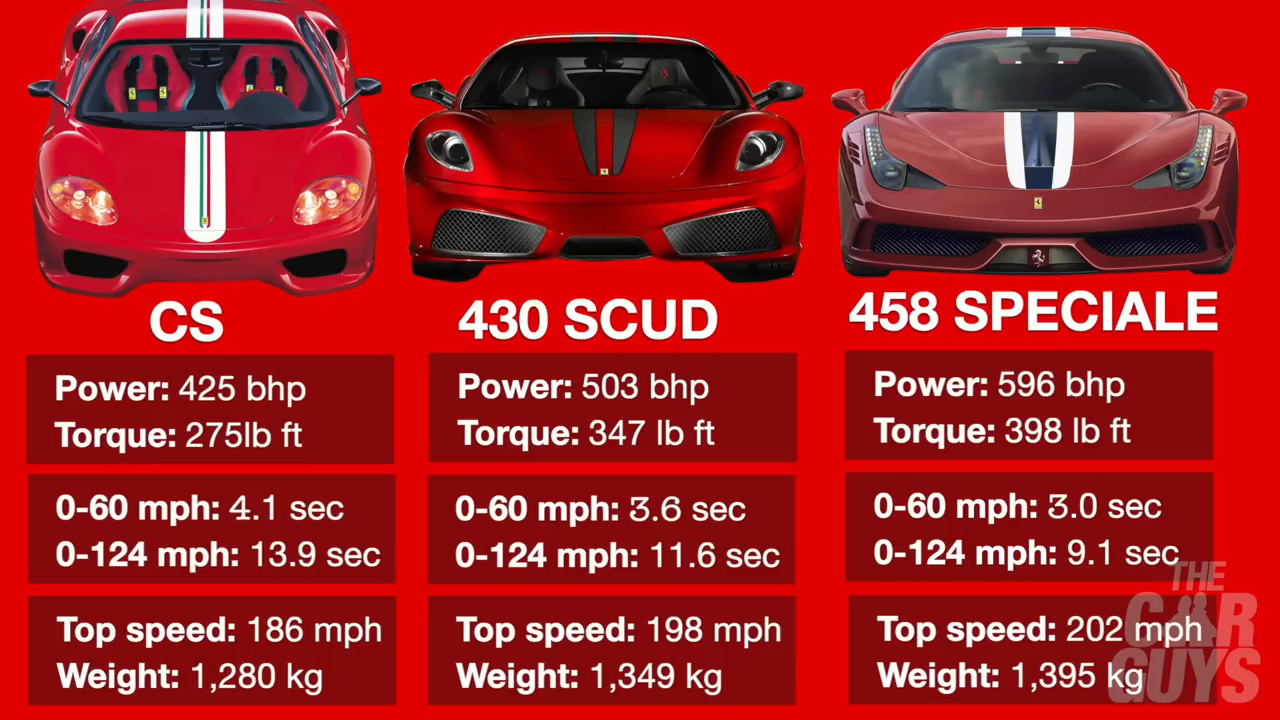 CS
Power: 425 bhp
Torque: 275lb ft
0-60 mph: 4.1 sec
0-124 mph: 13.9 sec
Top speed: 186 mph
Weight: 1,280 kg
430 SCUD
Power: 503 bhp
Torque: 347 lb ft
0-60 mph: 3.6 sec
0-124 mph: 11.6 sec
Top speed: 198 mph
Weight: 1,349 kg
458 SPECIALE
Power: 596 bhp
Torque: 398 lb ft
0-60 mph: 3.0 sec
0-124 mph: 9.1 sec
Top speed: 202 mph
Weight: 1,395 kg
THE
CAR
GUYS